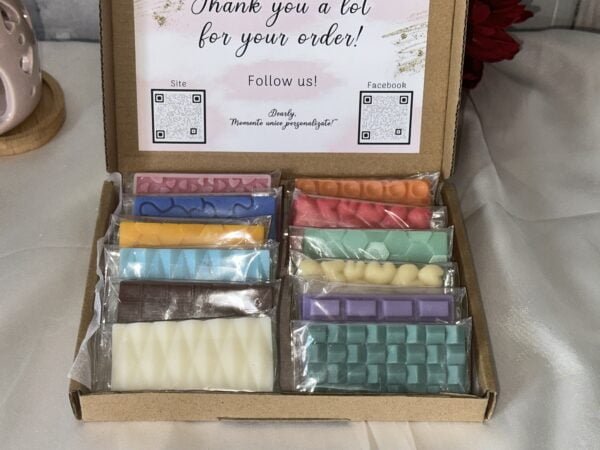 Thank you a lot
for your order!
Follow us!
Site
Facebook
Dearly,
"Momente unice personalizate!"